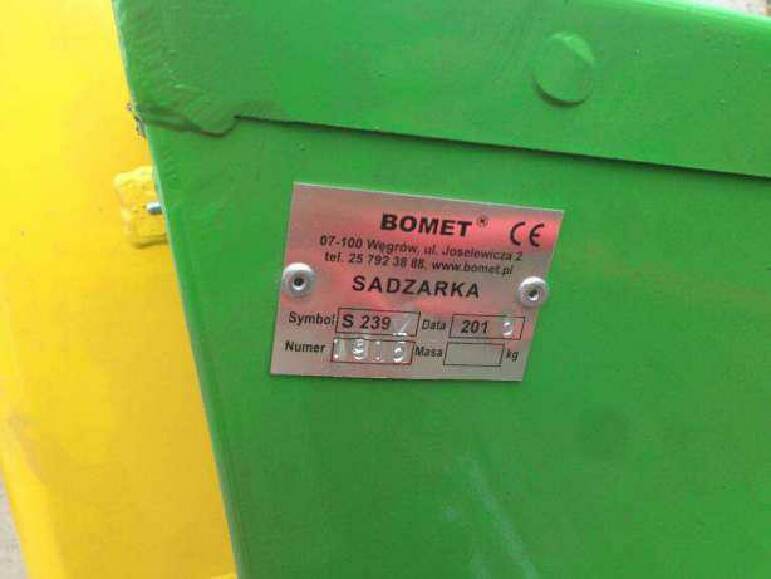 BOMET ® CE
07-100 Węgrów, ul. Joselewicza 2
tel. 25 792 38 88, www.bomet.pl
SADZARKA
Symbol S 239 Data 201
Numer Masa kg